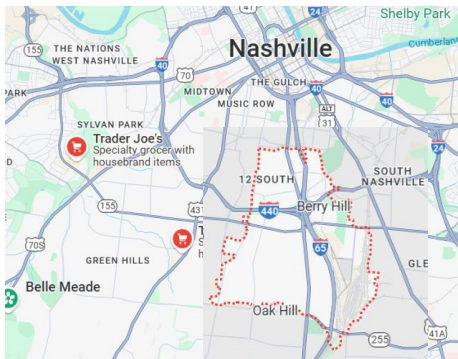 41
24
Shelby Park
155
THE NATIONS
WEST NASHVILLE
40
Nashville
Cumberland
70
THE GULCH
40
PARK
MIDTOWN
MUSIC ROW
40
ALT
31
SYLVAN PARK
Trader Joe's
Specialty grocer with
housebrand items
24
12 SOUTH
SOUTH
NASHVILLE
155
431
440
Berry Hill
T
S
h
70S
GREEN HILLS
65
GLE
Belle Meade
Oak Hill
255
41A